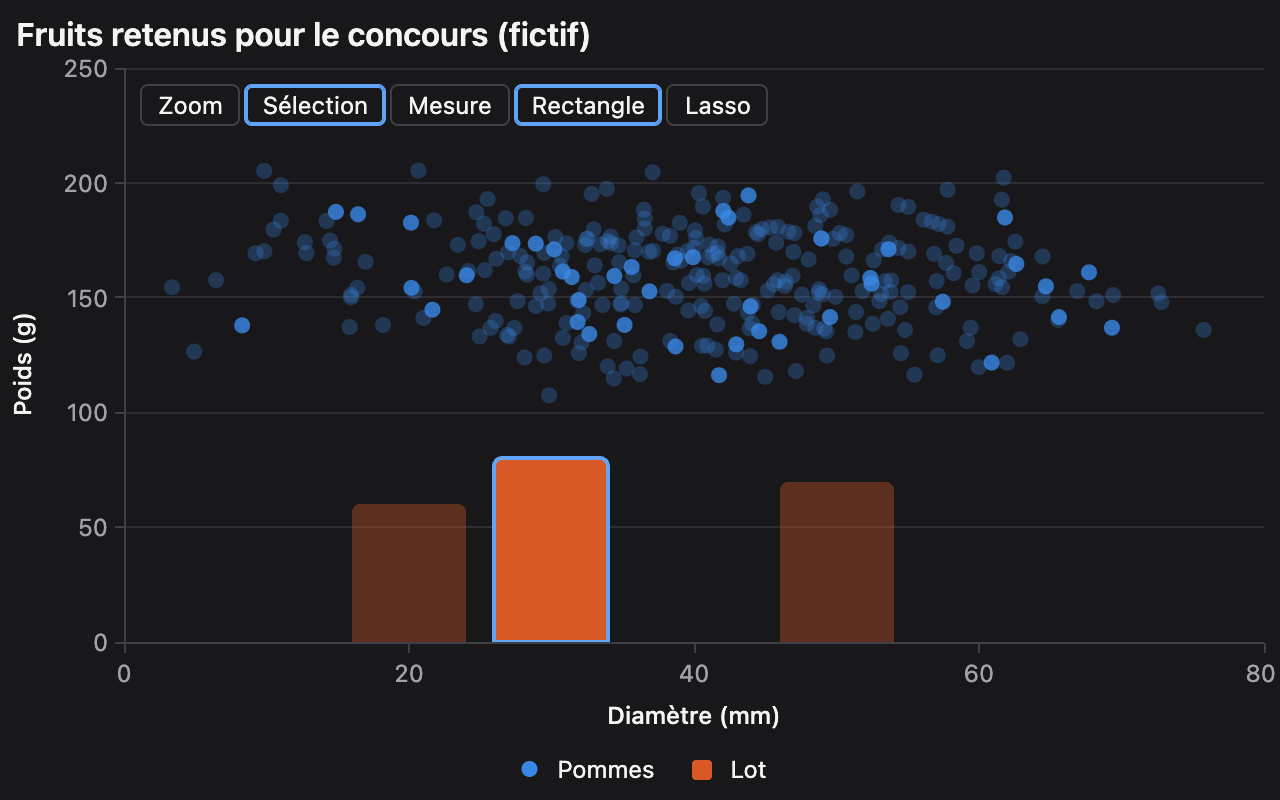 Fruits retenus pour le concours (fictif)
250
Zoom Sélection Mesure Rectangle Lasso
200
150
100
50
0
Poids (g)
0 20 40 60 80
Diamètre (mm)
Pommes Lot